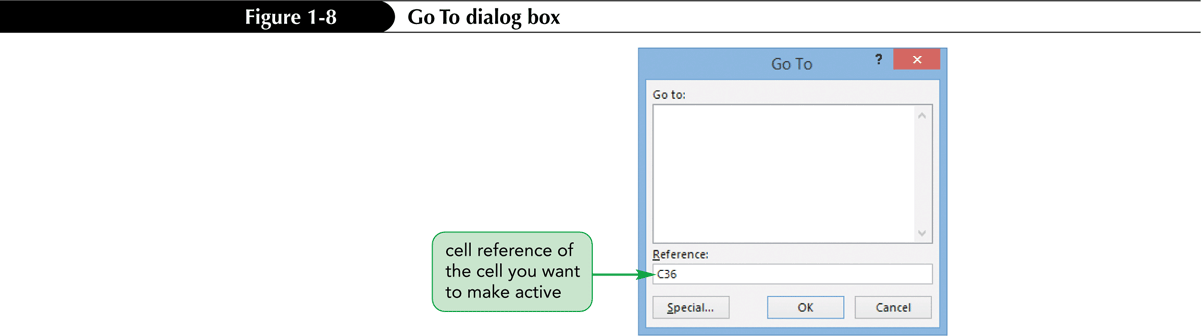 Figure 1-8 Go To dialog box
Go To ? ×
Go to:
cell reference of
the cell you want
to make active
Reference:
C36
Special... OK Cancel